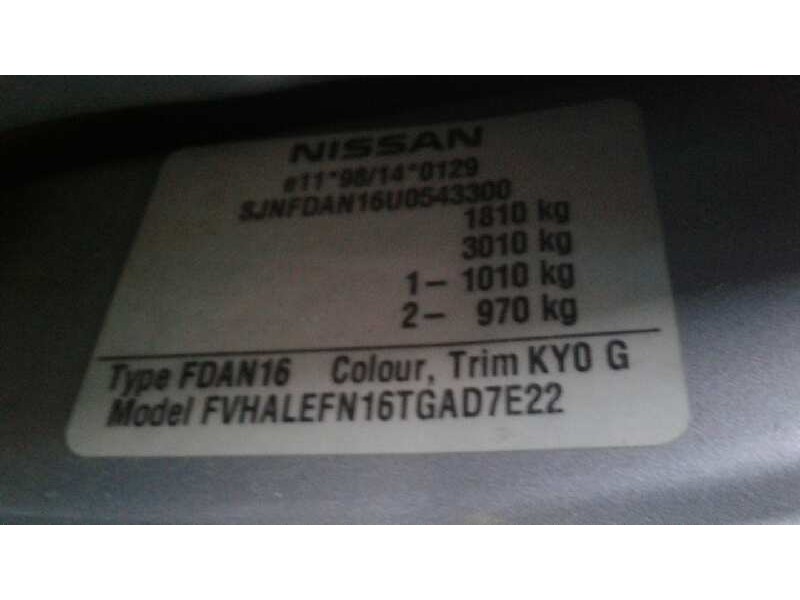 NISSAN
e11*98/14*0129
SJNFDAN16U0543300
1810 kg
3010 kg
1- 1010 kg
2- 970 kg
Type FDAN16 Colour, Trim KY0 G
Model FVHALEFN16TGAD7E22